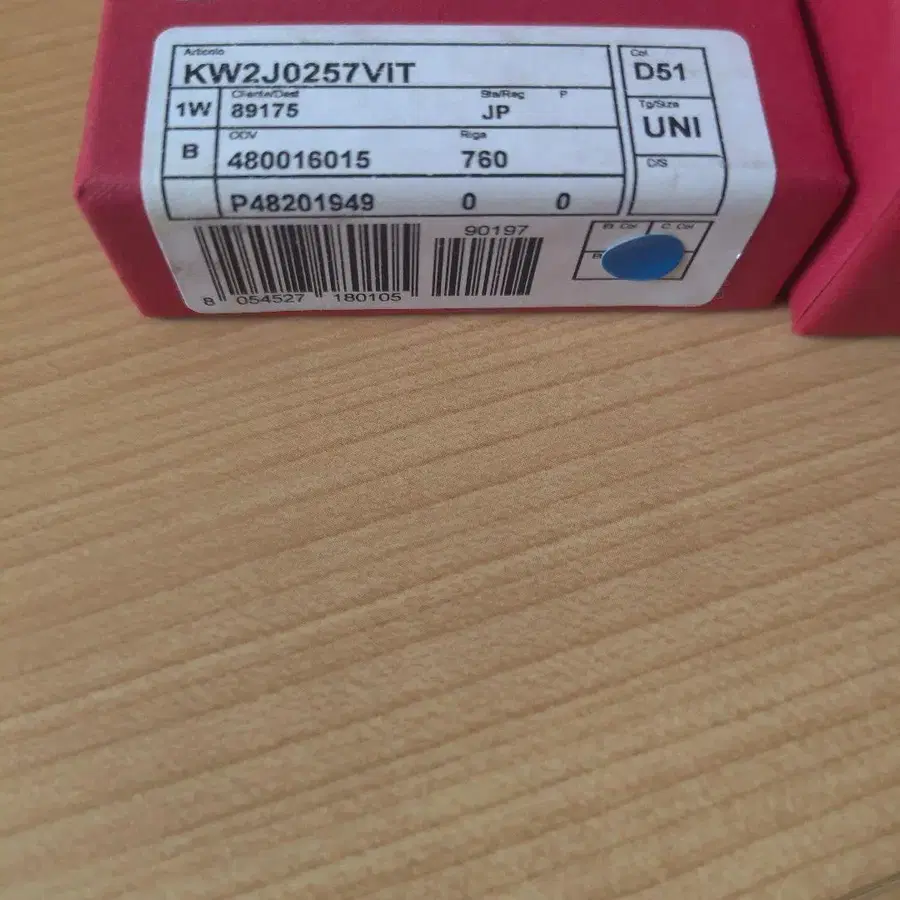 Articolo
KW2J0257VIT
Col
D51
1W
Cliente/Dest
89175
Sta/Reg
JP
P
Tg/Size
UNI
B
ODV
480016015
Riga
760
D/S
P48201949 0 0
90197
8 054527 180105
El. Col
C. Col
B